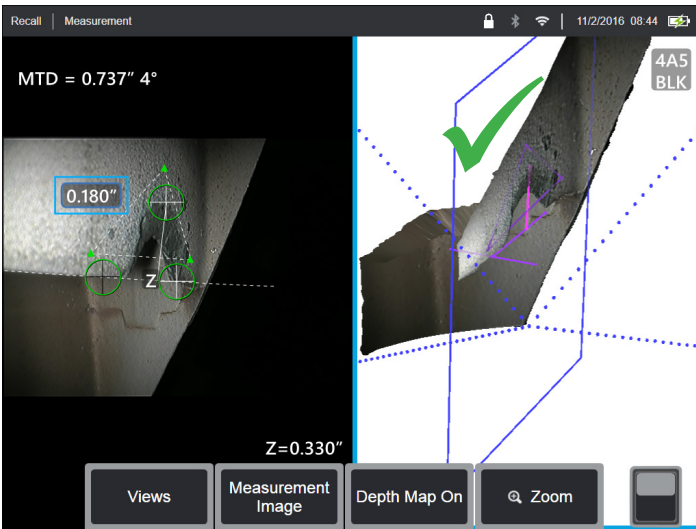 Recall | Measurement
11/2/2016 08:44
MTD = 0.737" 4°
4A5
BLK
0.180"
Z
Z=0.330"
Views
Measurement
Image
Depth Map On
Zoom